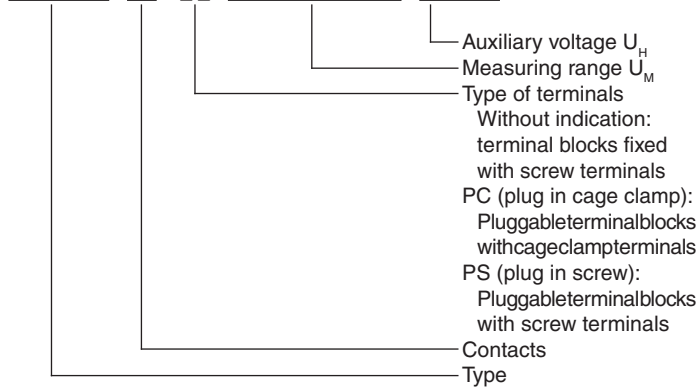 Auxiliary voltage U_H
Measuring range U_M
Type of terminals
Without indication:
terminal blocks fixed
with screw terminals
PC (plug in cage clamp):
Pluggableterminalblocks
withcageclampterminals
PS (plug in screw):
Pluggableterminalblocks
with screw terminals
Contacts
Type